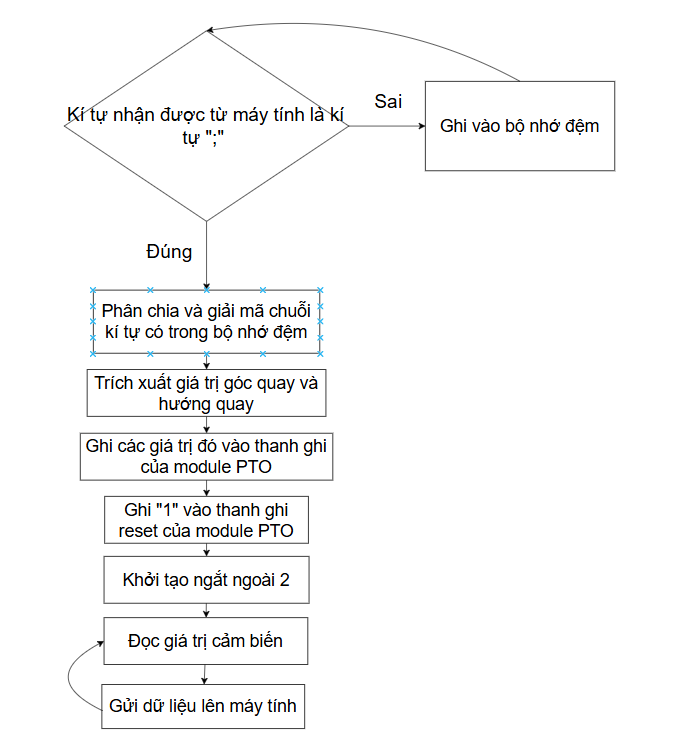 Kí tự nhận được từ máy tính là kí
tự ";"
Sai
Ghi vào bộ nhớ đệm
Đúng
Phân chia và giải mã chuỗi
kí tự có trong bộ nhớ đệm
Trích xuất giá trị góc quay và
hướng quay
Ghi các giá trị đó vào thanh ghi
của module PTO
Ghi "1" vào thanh ghi
reset của module PTO
Khởi tạo ngắt ngoài 2
Đọc giá trị cảm biến
Gửi dữ liệu lên máy tính